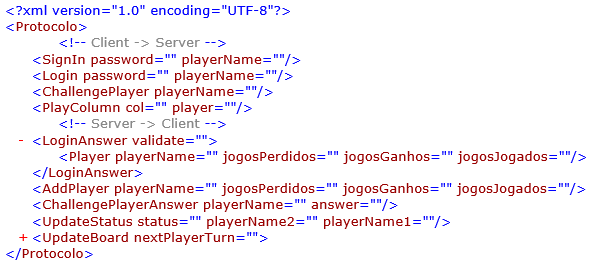 <?xml version="1.0" encoding="UTF-8"?>
<Protocolo>
<!-- Client -> Server -->
<SignIn password="" playerName=""/>
<Login password="" playerName=""/>
<ChallengePlayer playerName=""/>
<PlayColumn col="" player=""/>
<!-- Server -> Client -->
- <LoginAnswer validate="">
<Player playerName="" jogosPerdidos="" jogosGanhos="" jogosJogados=""/>
</LoginAnswer>
<AddPlayer playerName="" jogosPerdidos="" jogosGanhos="" jogosJogados=""/>
<ChallengePlayerAnswer playerName="" answer=""/>
<UpdateStatus status="" playerName2="" playerName1=""/>
+ <UpdateBoard nextPlayerTurn="">
</Protocolo>